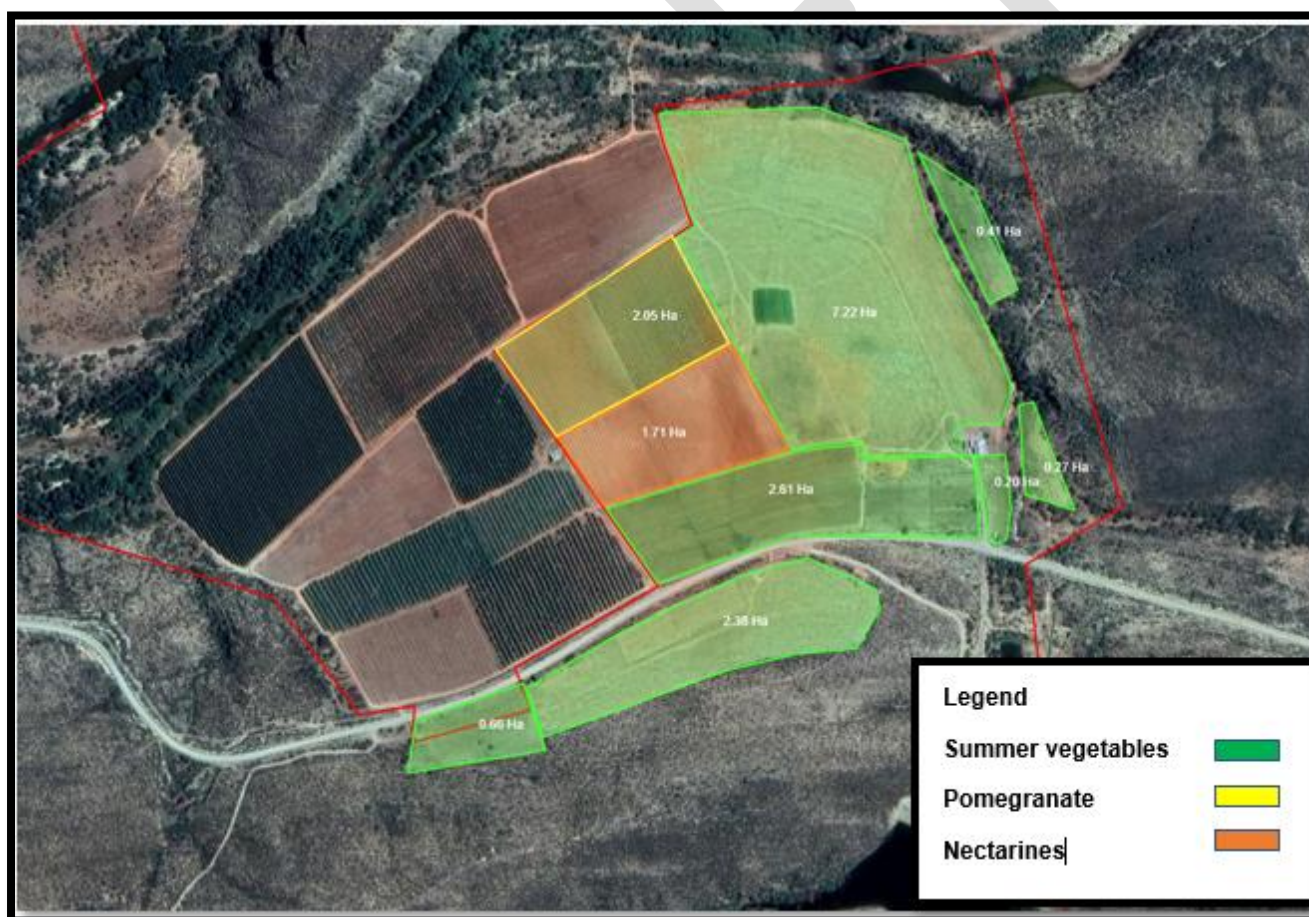 0.41 Ha
2.05 Ha
7.22 Ha
1.71 Ha
0.27 Ha
0.20 Ha
2.61 Ha
2.38 Ha
0.66 Ha
Legend
Summer vegetables
Pomegranate
Nectarines